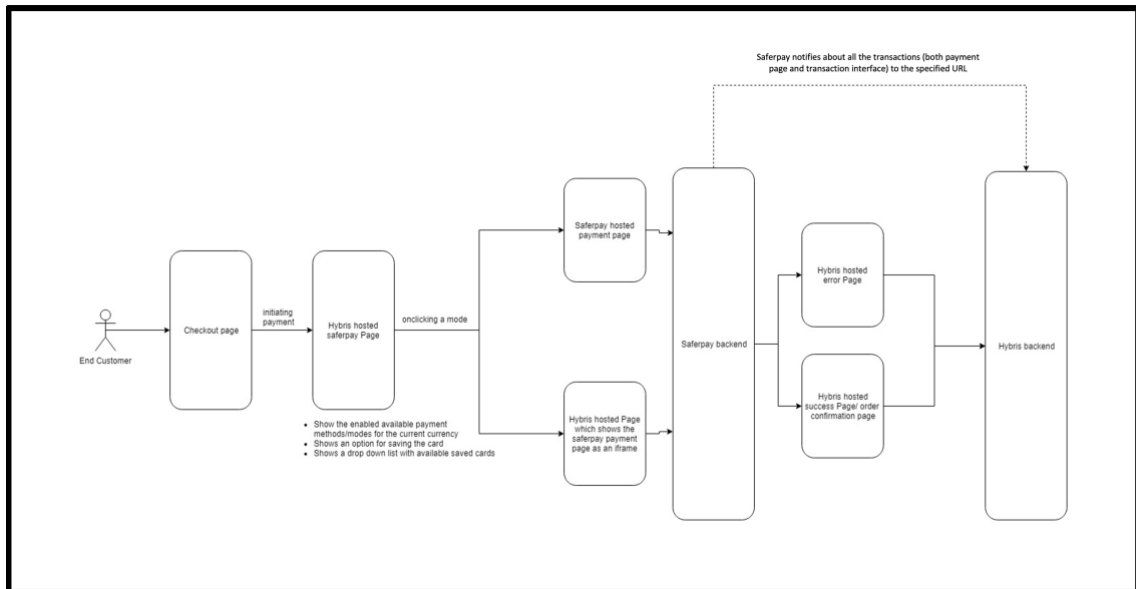 Saferpay notifies about all the transactions (both payment
page and transaction interface) to the specified URL
End Customer
Checkout page
initiating
payment
Hybris hosted
saferpay Page
• Show the enabled available payment
methods/modes for the current currency
• Shows an option for saving the card
• Shows a drop down list with available saved cards
onclicking a mode
Saferpay hosted
payment page
Hybris hosted Page
which shows the
saferpay payment
page as an iframe
Saferpay backend
Hybris hosted
error Page
Hybris hosted
success Page/ order
confirmation page
Hybris backend